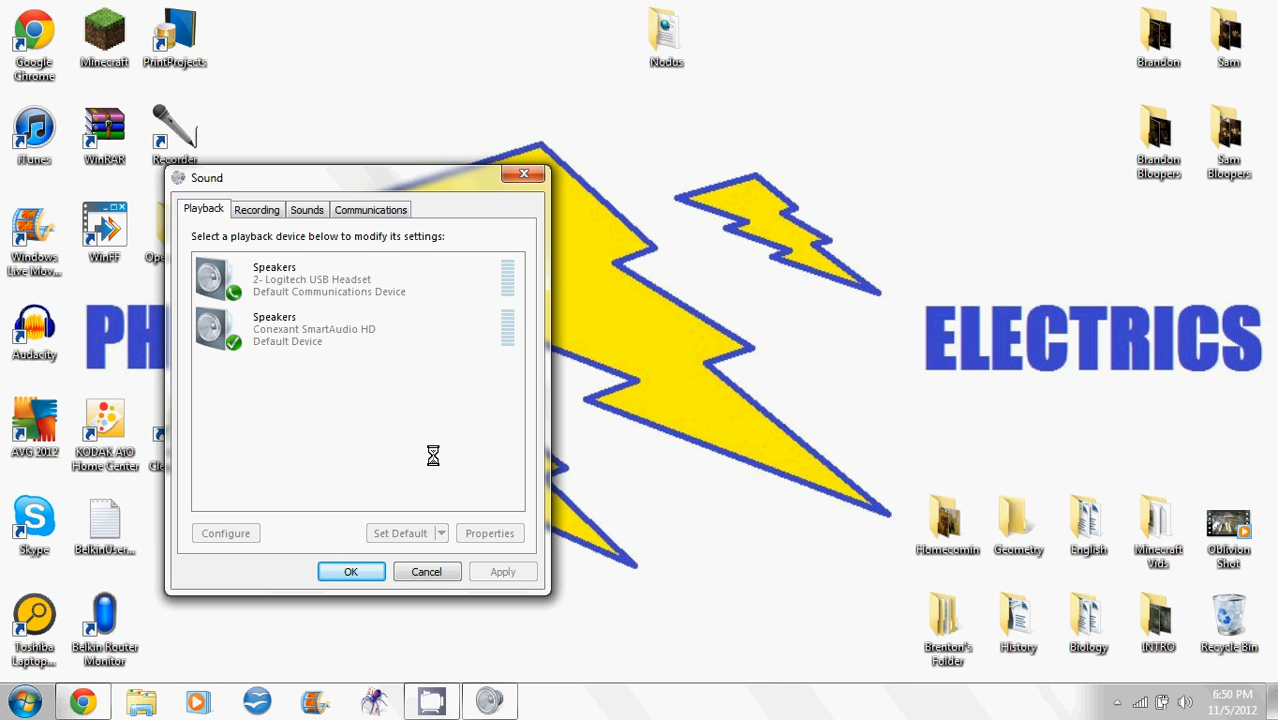 Google
Chrome
Minecraft
PrintProjects
Nodus
Brandon
Sam
iTunes
WinRAR
Recorder
Brandon
Bloopers
Sam
Bloopers
Sound
Playback
Recording
Sounds
Communications
Select a playback device below to modify its settings:
Speakers
2- Logitech USB Headset
Default Communications Device
Speakers
Conexant SmartAudio HD
Default Device
Windows
Live Mov...
WinFF
ELECTRICS
Audacity
AVG 2012
KODAK AiO
Home Center
Skype
BelkinUser...
Configure
Set Default
Properties
OK
Cancel
Apply
Homecomin
Geometry
English
Minecraft
Vids
Oblivion
Shot
Toshiba
Laptop...
Belkin Router
Monitor
Brenton's
Folder
History
Biology
INTRO
Recycle Bin
6:50 PM
11/5/2012